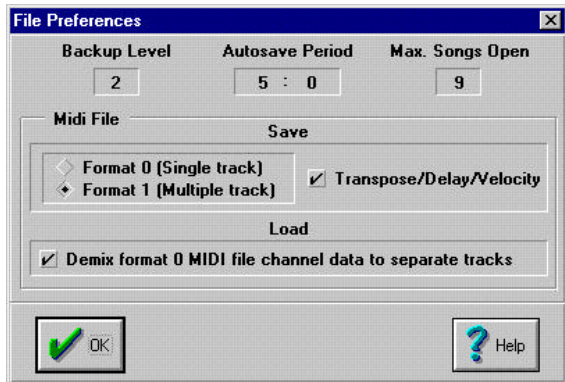 File Preferences
Backup Level Autosave Period Max. Songs Open
2 5 : 0 9
Midi File
Save
Format 0 (Single track)
Format 1 (Multiple track)
Transpose/Delay/Velocity
Load
Demix format 0 MIDI file channel data to separate tracks
OK
? Help